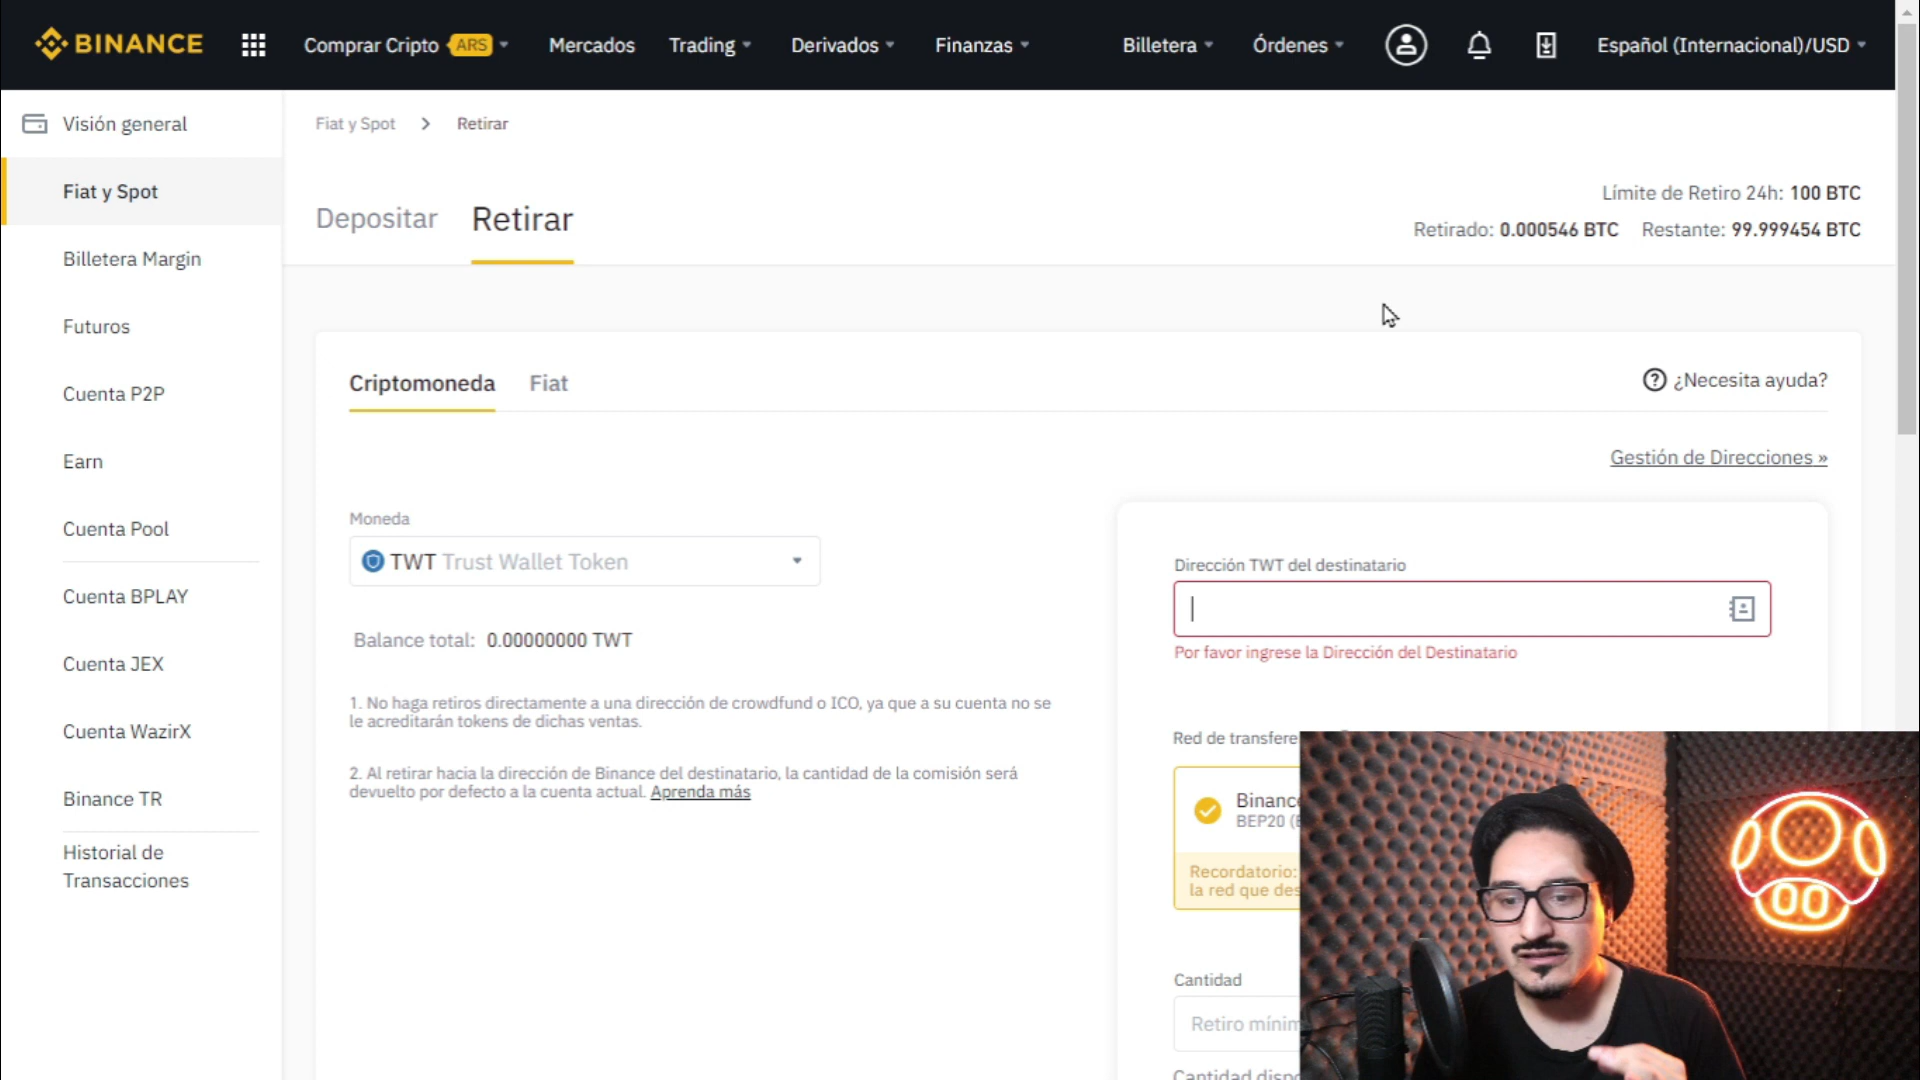 BINANCE
Comprar Cripto ARS
Mercados
Trading
Derivados
Finanzas
Billetera
Órdenes
Español (Internacional)/USD
Visión general
Fiat y Spot
Billetera Margin
Futuros
Cuenta P2P
Earn
Cuenta Pool
Cuenta BPLAY
Cuenta JEX
Cuenta WazirX
Binance TR
Historial de
Transacciones
Fiat y Spot > Retirar
Depositar Retirar
Límite de Retiro 24h: 100 BTC
Retirado: 0.000546 BTC Restante: 99.999454 BTC
Criptomoneda Fiat
¿Necesita ayuda?
Gestión de Direcciones »
Moneda
TWT Trust Wallet Token
Balance total: 0.00000000 TWT
1. No haga retiros directamente a una dirección de crowdfund o ICO, ya que a su cuenta no se
le acreditarán tokens de dichas ventas.
2. Al retirar hacia la dirección de Binance del destinatario, la cantidad de la comisión será
devuelto por defecto a la cuenta actual. Aprenda más
Dirección TWT del destinatario
Por favor ingrese la Dirección del Destinatario
Red de transfere
Binance
BEP20 (
Recordatorio:
la red que des
Cantidad
Retiro mínim
Cantidad dispo